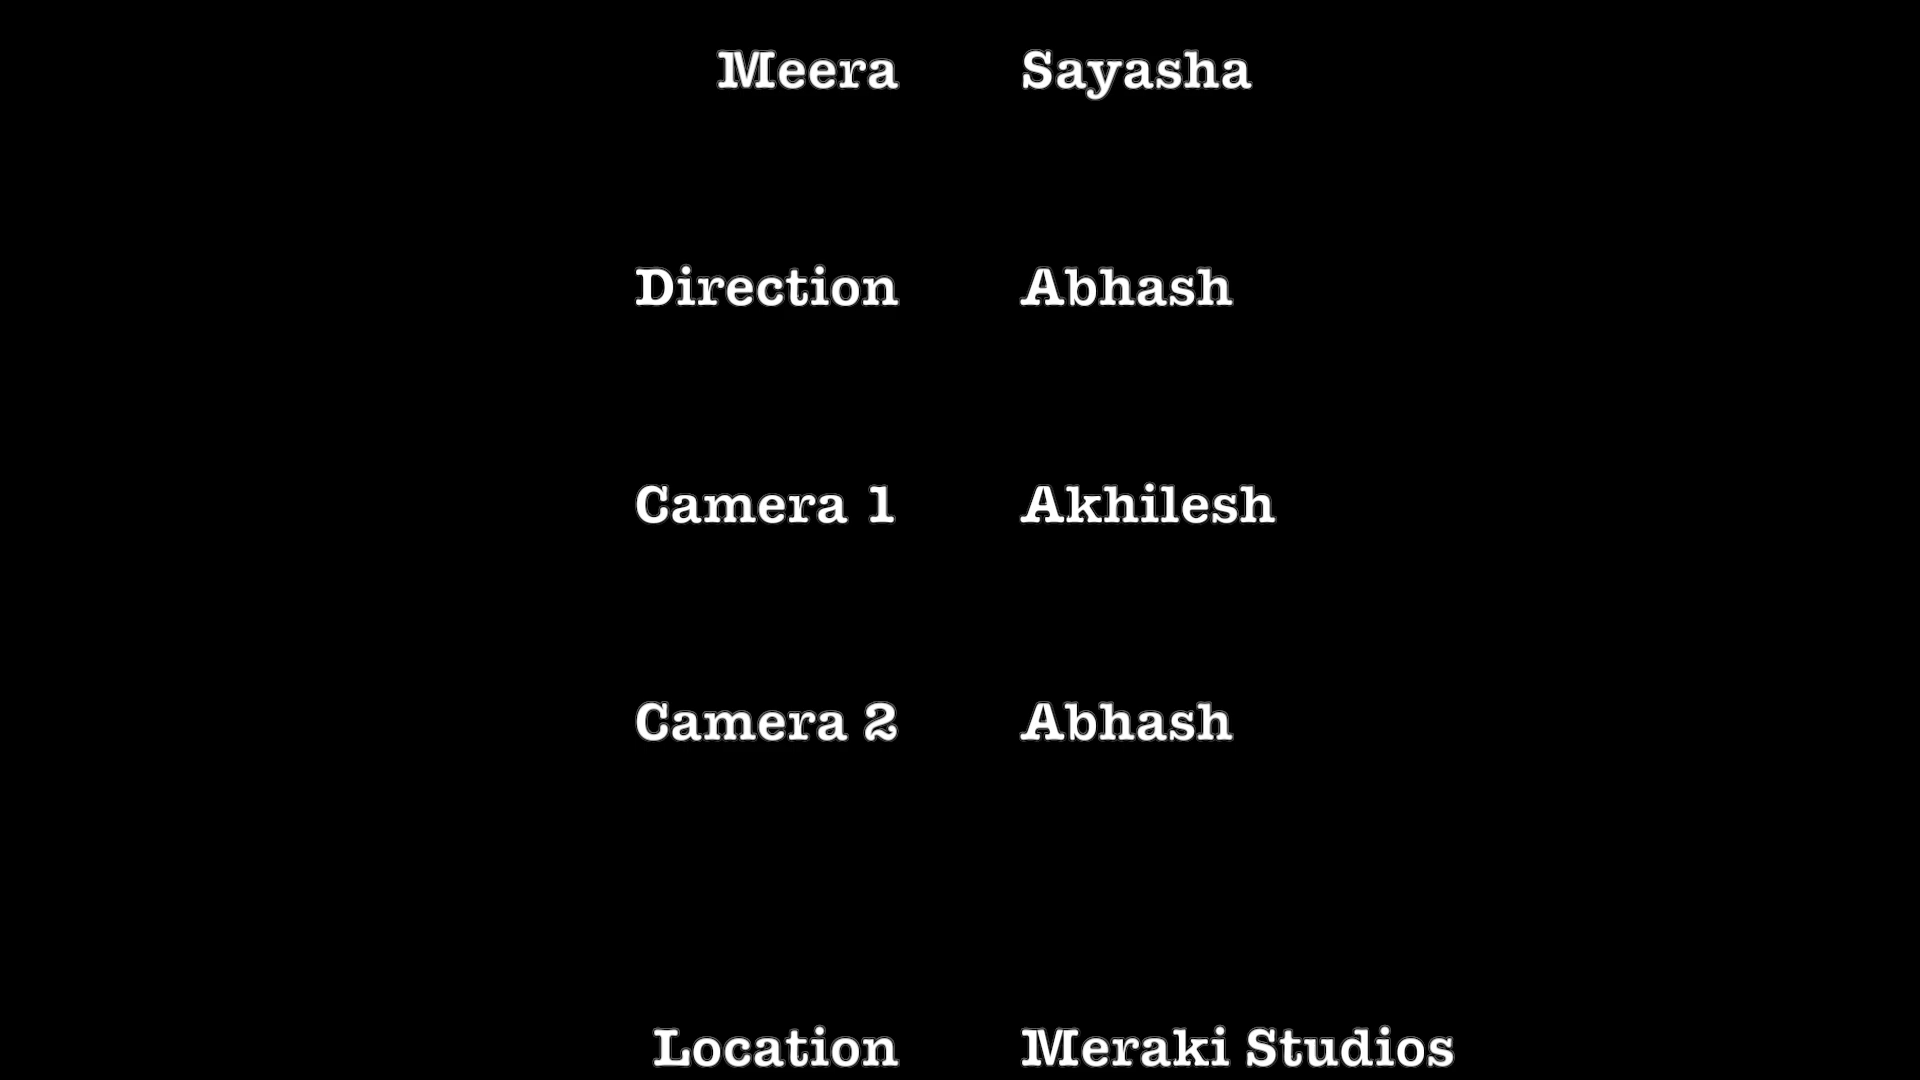 Meera Sayasha
Direction Abhash
Camera 1 Akhilesh
Camera 2 Abhash
Location Meraki Studios